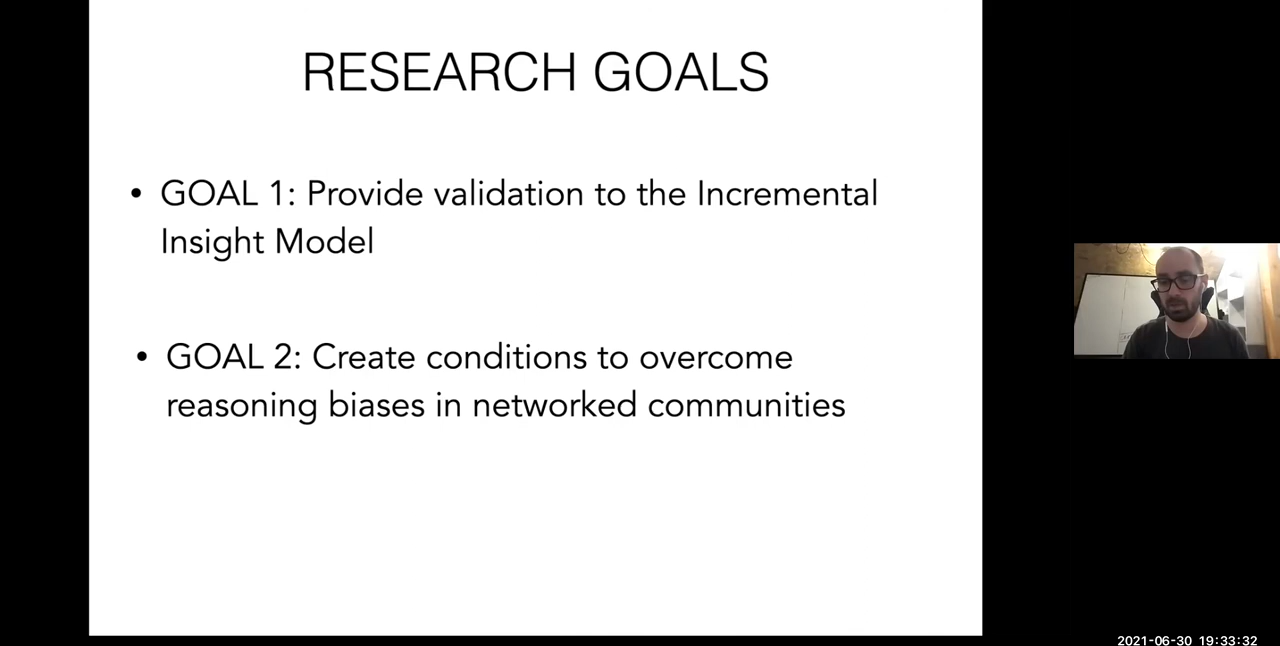 RESEARCH GOALS
• GOAL 1: Provide validation to the Incremental
Insight Model
• GOAL 2: Create conditions to overcome
reasoning biases in networked communities
2021-06-30 19:33:32